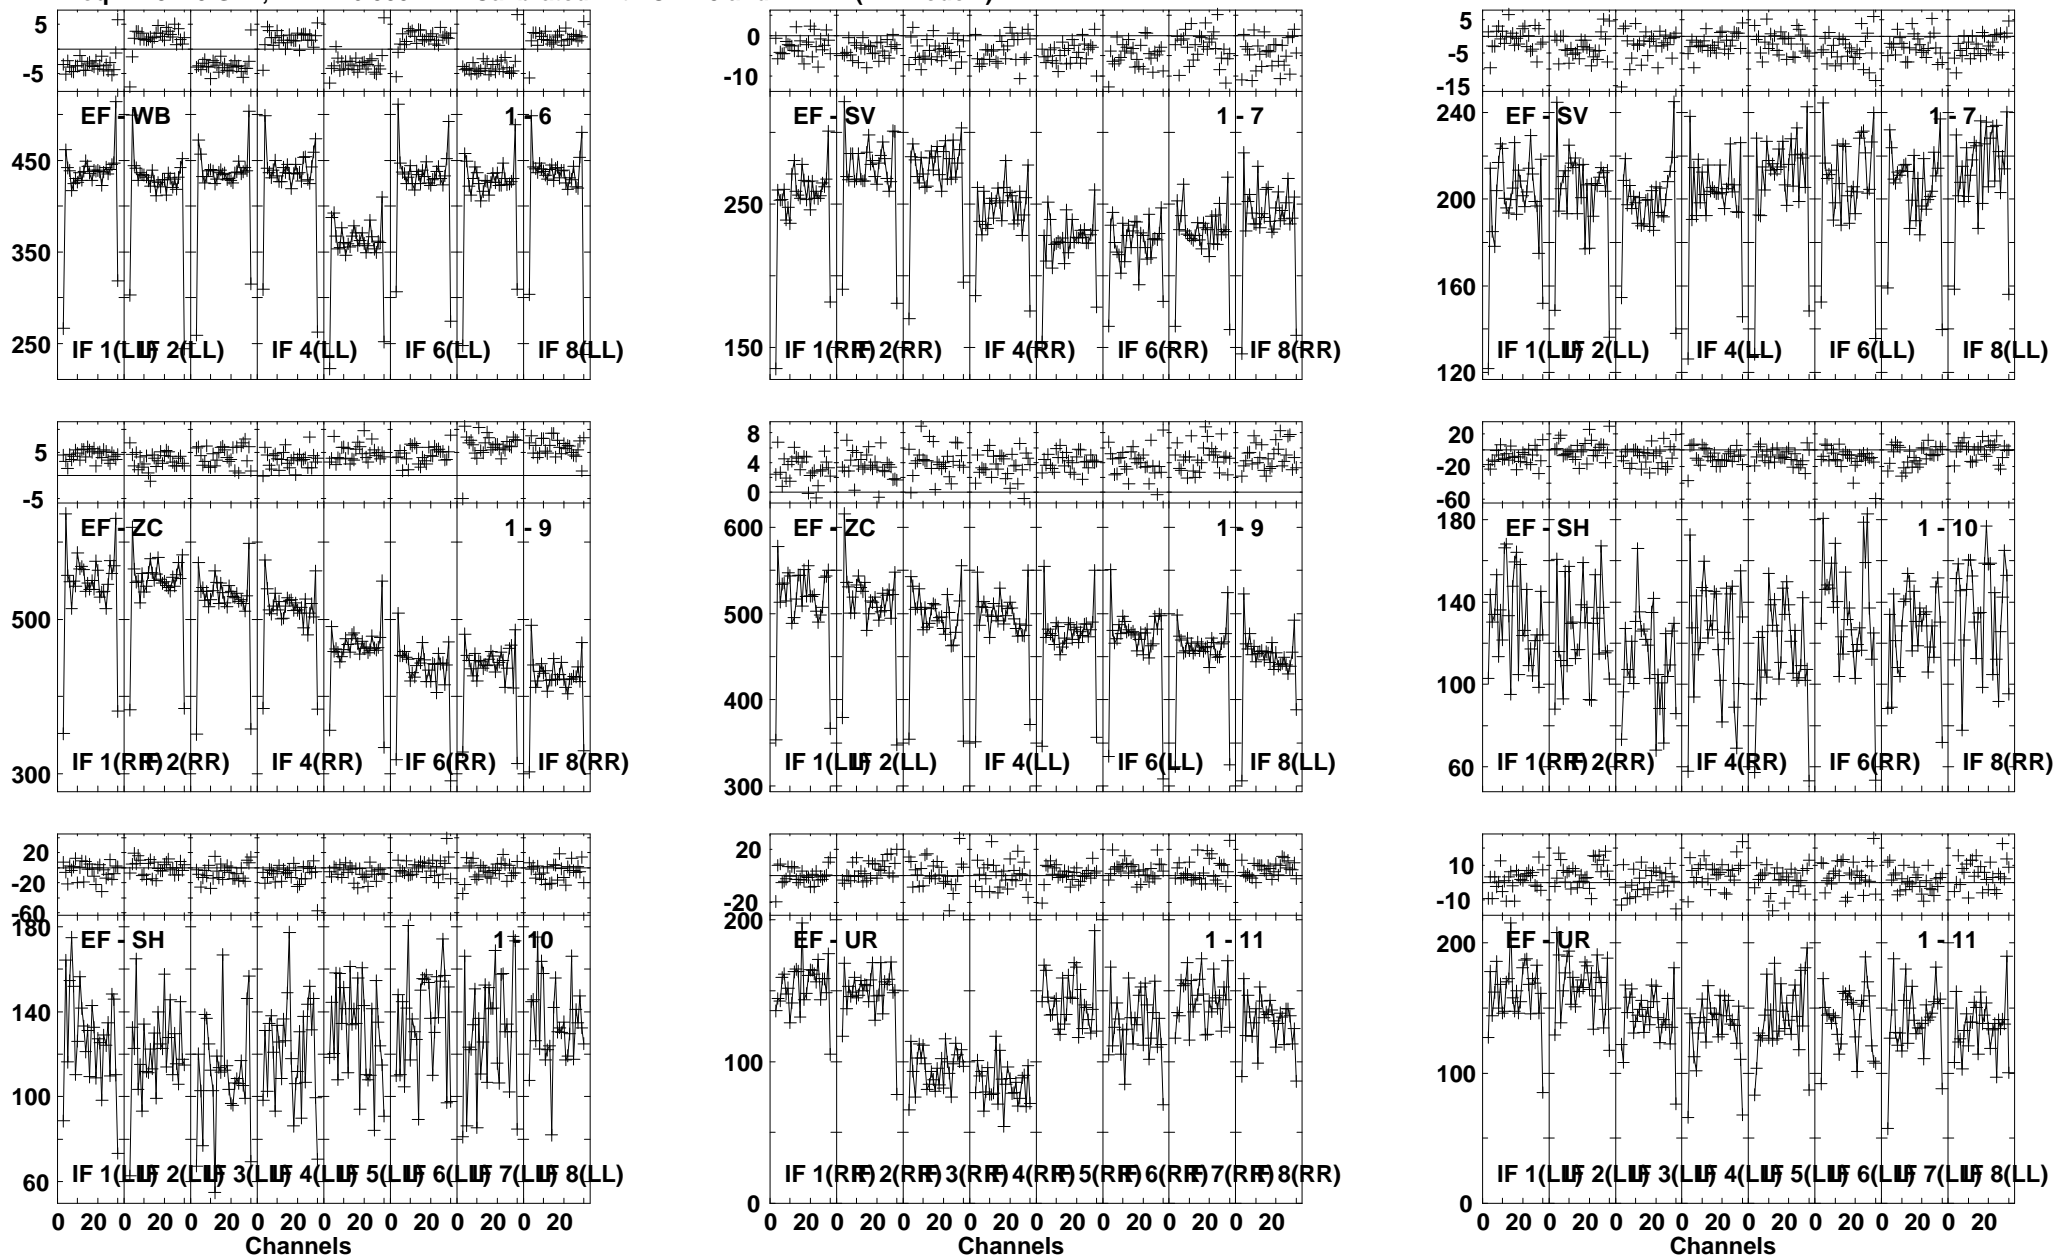 5
-5
EF - WB
1 - 6
450
350
250
IF 1(LL) IF 2(LL) IF 4(LL) IF 6(LL) IF 8(LL)
0
-10
EF - SV
1 - 7
250
150
IF 1(RR) IF 2(RR) IF 4(RR) IF 6(RR) IF 8(RR)
5
-5
-15
EF - SV
1 - 7
240
200
160
120
IF 1(LL) IF 2(LL) IF 4(LL) IF 6(LL) IF 8(LL)
5
-5
EF - ZC
1 - 9
500
300
IF 1(RR) IF 2(RR) IF 4(RR) IF 6(RR) IF 8(RR)
8
4
0
EF - ZC
1 - 9
600
500
400
300
IF 1(LL) IF 2(LL) IF 4(LL) IF 6(LL) IF 8(LL)
20
-20
-60
EF - SH
1 - 10
180
140
100
60
IF 1(RR) IF 2(RR) IF 4(RR) IF 6(RR) IF 8(RR)
20
-20
-60
EF - SH
1 - 10
180
140
100
60
IF 1(LL) IF 2(LL) IF 3(LL) IF 4(LL) IF 5(LL) IF 6(LL) IF 7(LL) IF 8(LL)
0 20 0 20 0 20 0 20 0 20 0 20 0 20 0 20
Channels
20
-20
EF - UR
1 - 11
200
100
0
IF 1(RR) IF 2(RR) IF 3(RR) IF 4(RR) IF 5(RR) IF 6(RR) IF 7(RR) IF 8(RR)
0 20 0 20 0 20 0 20 0 20 0 20 0 20 0 20
Channels
10
-10
EF - UR
1 - 11
200
100
0
IF 1(LL) IF 2(LL) IF 3(LL) IF 4(LL) IF 5(LL) IF 6(LL) IF 7(LL) IF 8(LL)
0 20 0 20 0 20 0 20 0 20 0 20 0 20 0 20
Channels